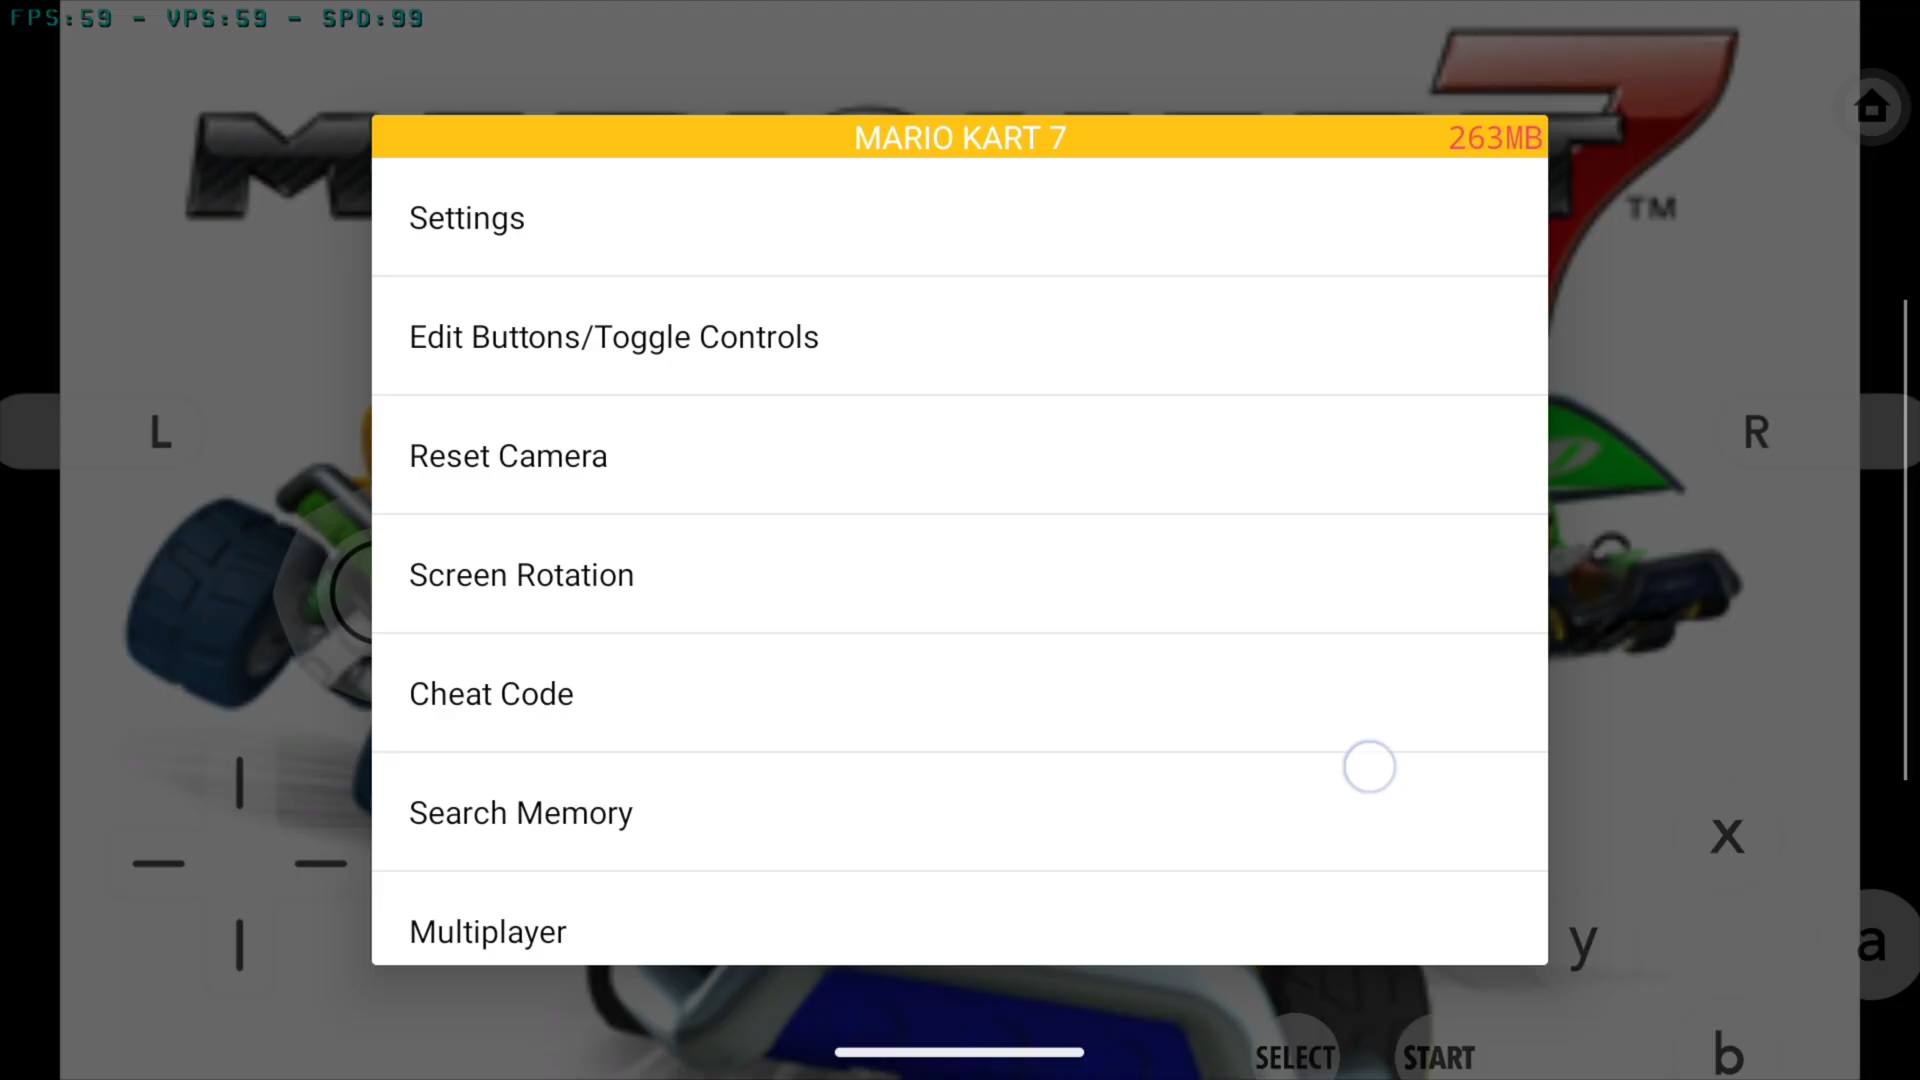 FPS:59 - VPS:59 - SPD:99
7
TM
MARIO KART 7
263MB
Settings
Edit Buttons/Toggle Controls
Reset Camera
Screen Rotation
Cheat Code
Search Memory
Multiplayer
L
R
X
y
a
b
SELECT
START